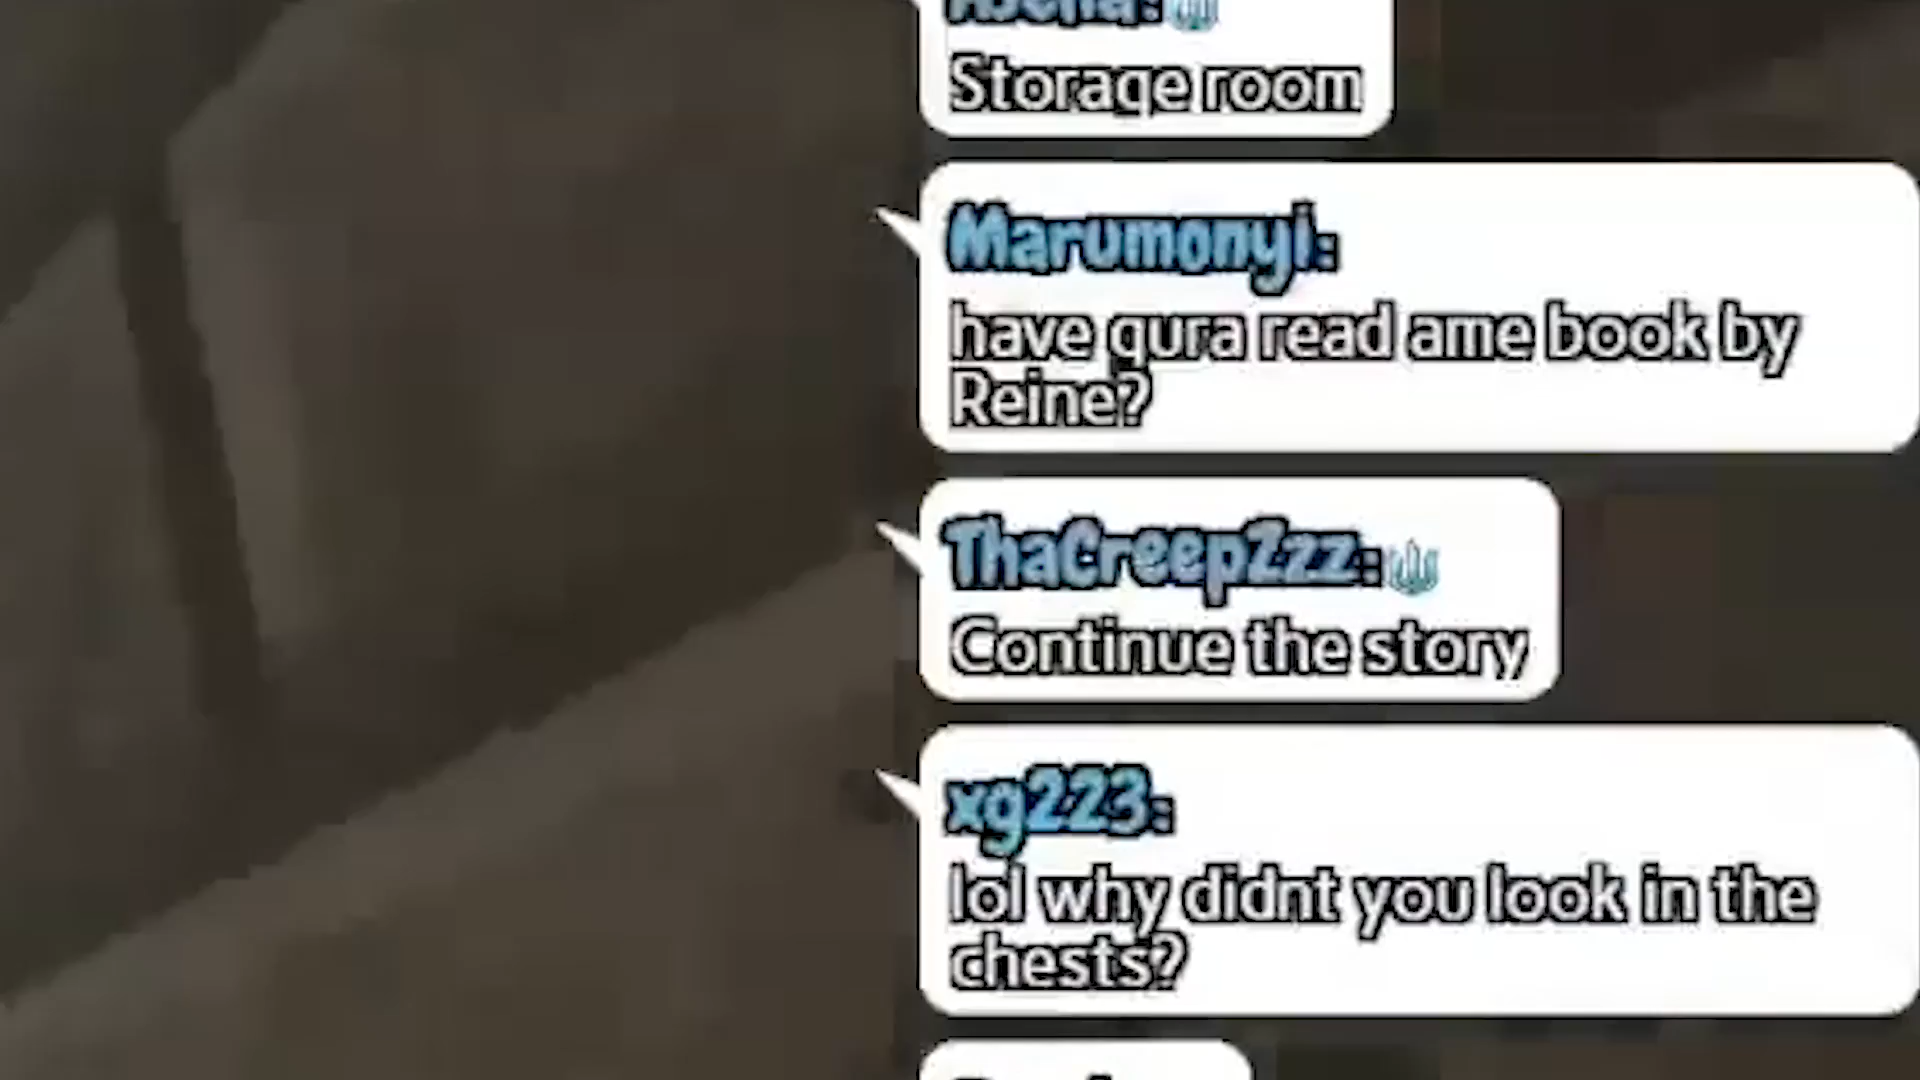 Storage room
Marumonyi:
have gura read ame book by
Reine?
ThaCreepZzz:
Continue the story
xg223:
lol why didnt you look in the
chests?